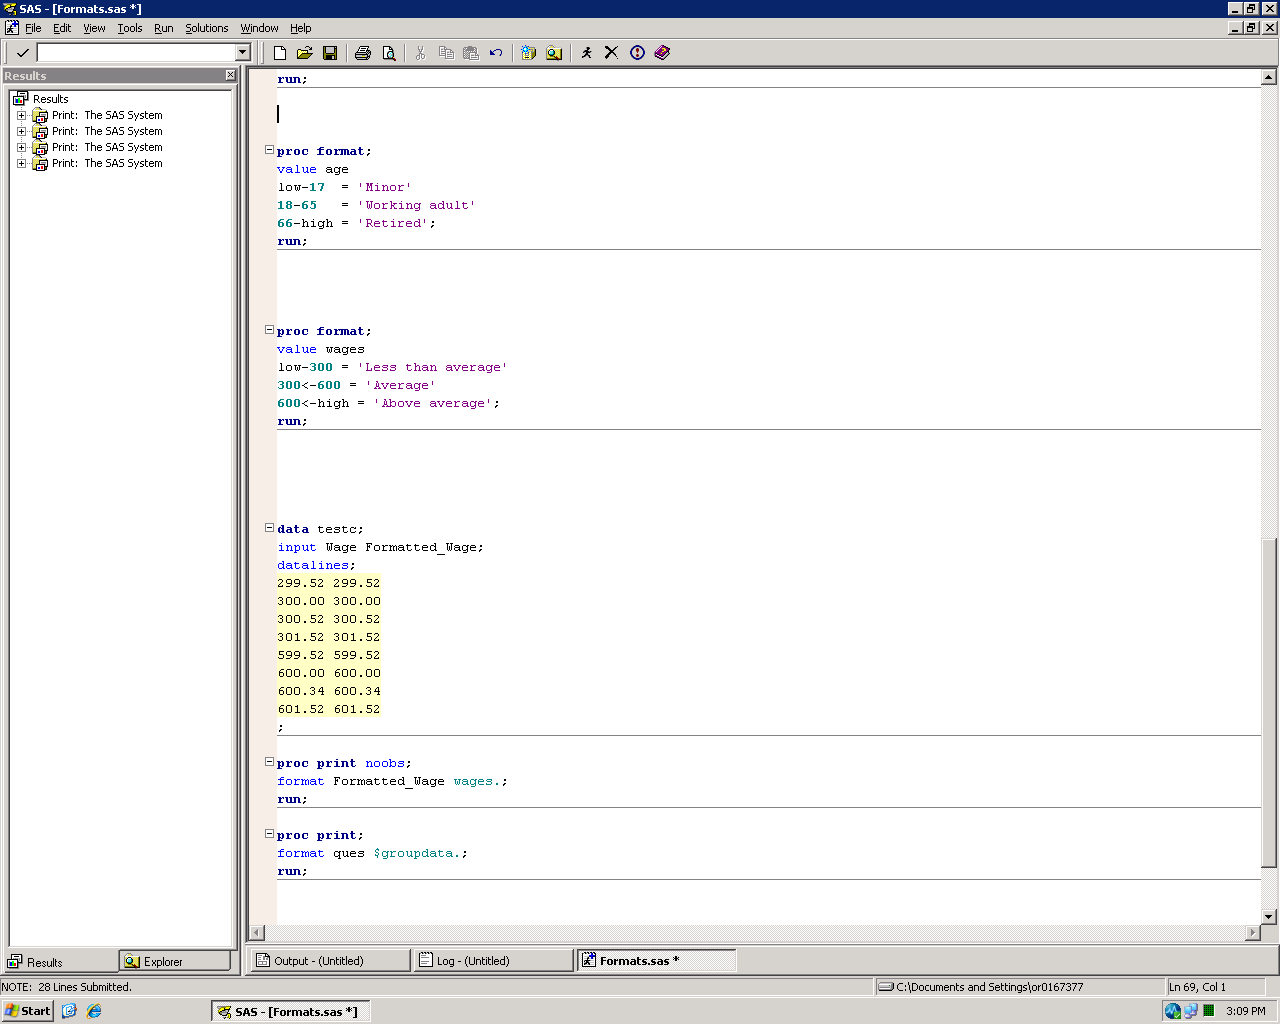 SAS - [Formats.sas *]
File Edit View Tools Run Solutions Window Help
Results
Results
Print: The SAS System
Print: The SAS System
Print: The SAS System
Print: The SAS System
run;
proc format;
value age
low-17  = 'Minor'
18-65   = 'Working adult'
66-high = 'Retired';
run;
proc format;
value wages
low-300 = 'Less than average'
300<-600 = 'Average'
600<-high = 'Above average';
run;
data testc;
input Wage Formatted_Wage;
datalines;
299.52 299.52
300.00 300.00
300.52 300.52
301.52 301.52
599.52 599.52
600.00 600.00
600.34 600.34
601.52 601.52
;
proc print noobs;
format Formatted_Wage wages.;
run;
proc print;
format ques $groupdata.;
run;
Results Explorer
Output - (Untitled) Log - (Untitled) Formats.sas *
NOTE: 28 Lines Submitted. C:\Documents and Settings\or0167377 Ln 69, Col 1
Start SAS - [Formats.sas *] 3:09 PM